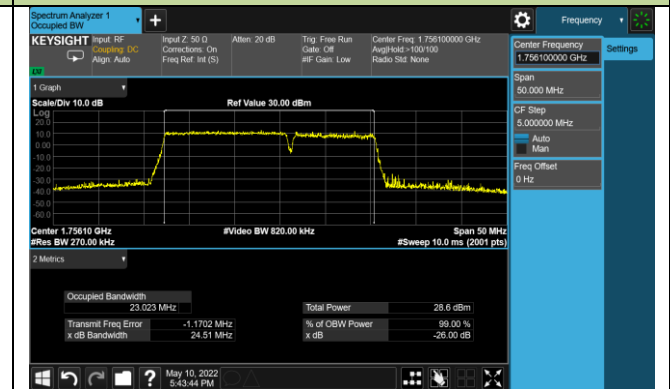 Spectrum Analyzer 1
Occupied BW
+
Frequency
KEYSIGHT
Input: RF
Coupling: DC
Align: Auto
Input Z: 50 Ω
Corrections: On
Freq Ref: Int (S)
Atten: 20 dB
Trig: Free Run
Gate: Off
#IF Gain: Low
Center Freq: 1.756100000 GHz
Avg|Hold:>100/100
Radio Std: None
Center Frequency
1.756100000 GHz
Settings
Span
50.000 MHz
CF Step
5.000000 MHz
Auto
Man
Freq Offset
0 Hz
1 Graph
Scale/Div 10.0 dB
Ref Value 30.00 dBm
Log
20.0
10.0
0.00
-10.0
-20.0
-30.0
-40.0
-50.0
-60.0
Center 1.75610 GHz
#Video BW 820.00 kHz
Span 50 MHz
#Res BW 270.00 kHz
#Sweep 10.0 ms (2001 pts)
2 Metrics
Occupied Bandwidth
23.023 MHz
Total Power 28.6 dBm
Transmit Freq Error -1.1702 MHz
% of OBW Power 99.00 %
x dB Bandwidth 24.51 MHz
x dB -26.00 dB
?
May 10, 2022
5:43:44 PM